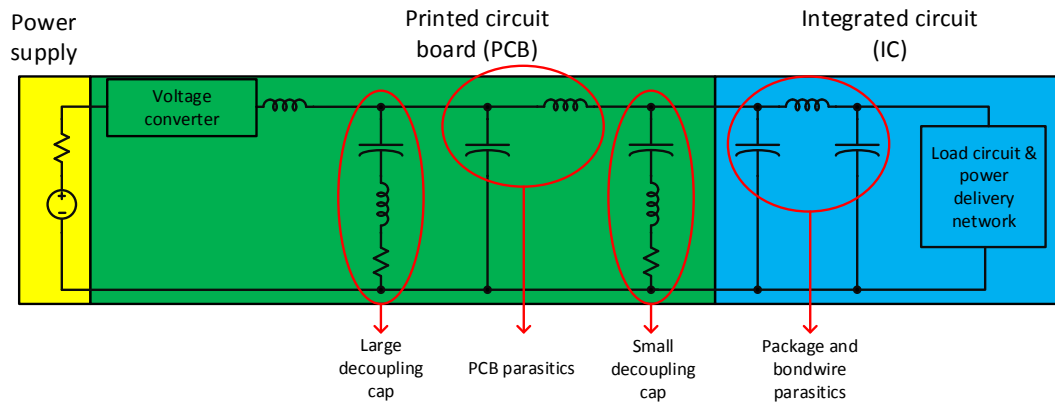 Power
supply
Printed circuit
board (PCB)
Integrated circuit
(IC)
Voltage
converter
Load circuit &
power
delivery
network
Large
decoupling
cap
PCB parasitics
Small
decoupling
cap
Package and
bondwire
parasitics